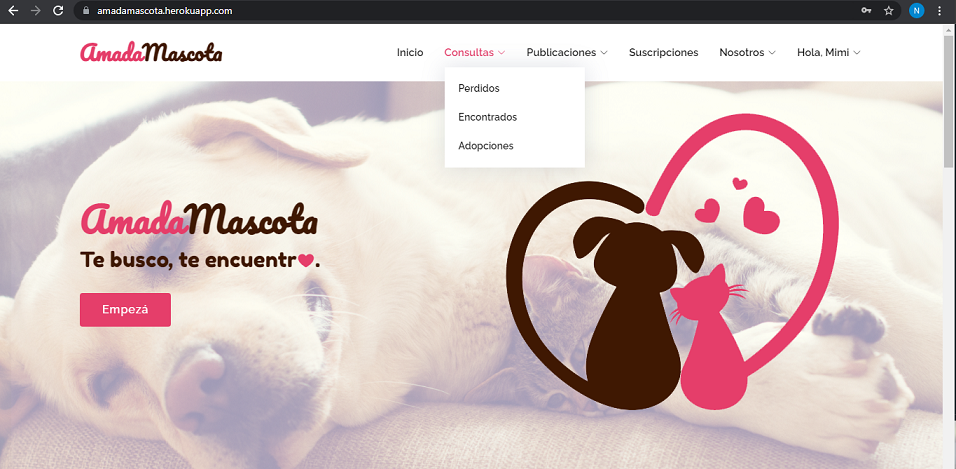 amadamascota.herokuapp.com
N
AmadaMascota
Inicio Consultas Publicaciones Suscripciones Nosotros Hola, Mimi
Perdidos
Encontrados
Adopciones
AmadaMascota
Te busco, te encuentr❤.
Empezá